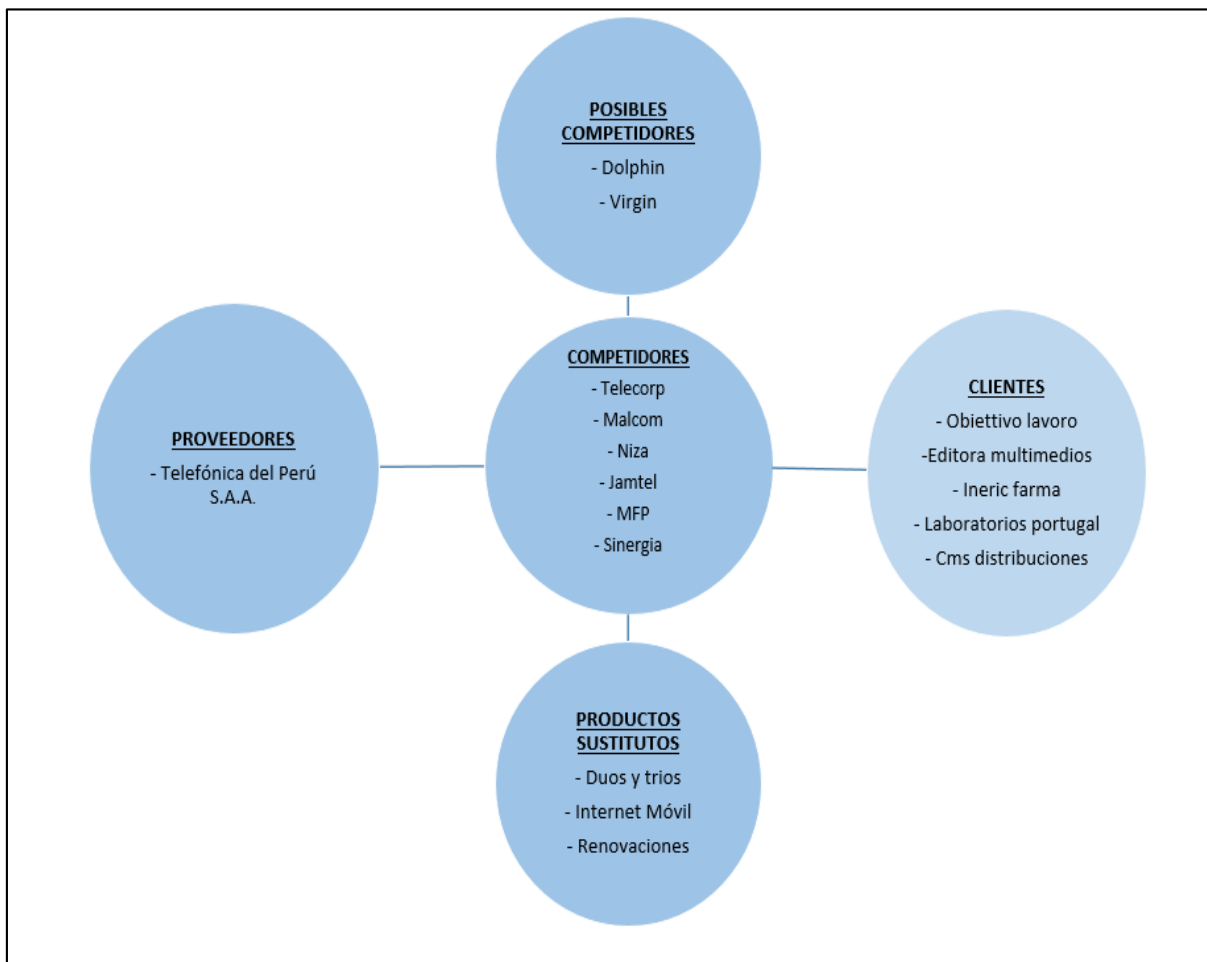 POSIBLES
COMPETIDORES
- Dolphin
- Virgin
PROVEEDORES
- Telefónica del Perú
S.A.A.
COMPETIDORES
- Telecorp
- Malcom
- Niza
- Jamtel
- MFP
- Sinergia
CLIENTES
- Obiettivo lavoro
-Editora multimedios
- Ineric farma
- Laboratorios portugal
- Cms distribuciones
PRODUCTOS
SUSTITUTOS
- Duos y trios
- Internet Móvil
- Renovaciones